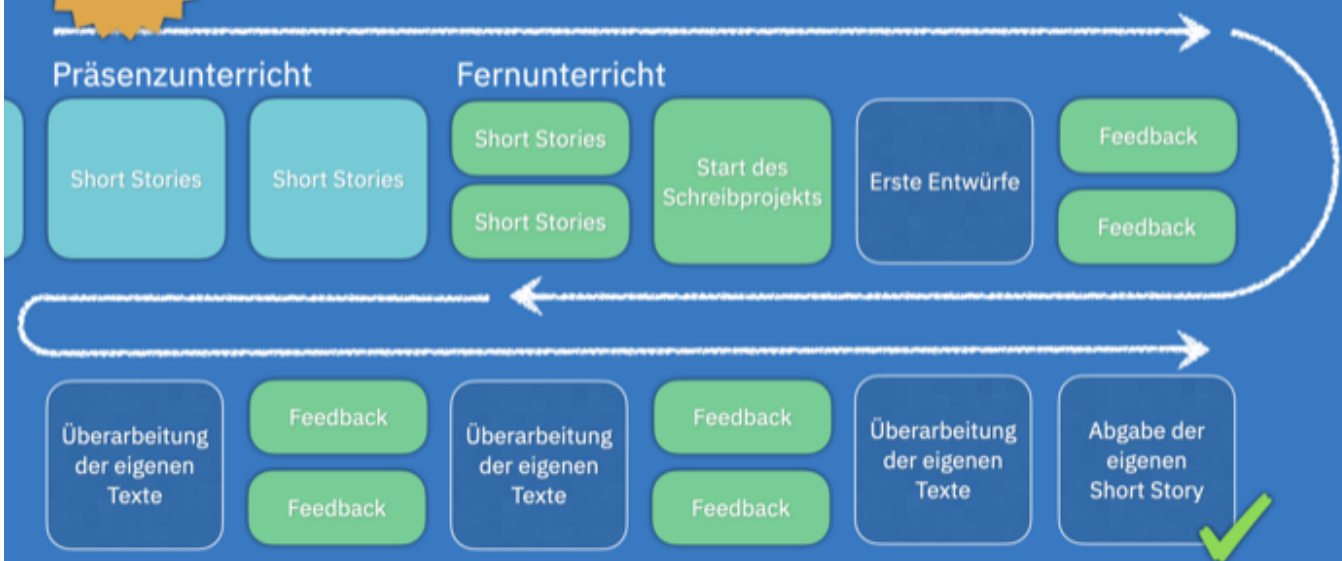 Präsenzunterricht
Fernunterricht
Short Stories
Short Stories
Short Stories
Short Stories
Start des
Schreibprojekts
Erste Entwürfe
Feedback
Feedback
Überarbeitung
der eigenen
Texte
Feedback
Feedback
Überarbeitung
der eigenen
Texte
Feedback
Feedback
Überarbeitung
der eigenen
Texte
Abgabe der
eigenen
Short Story